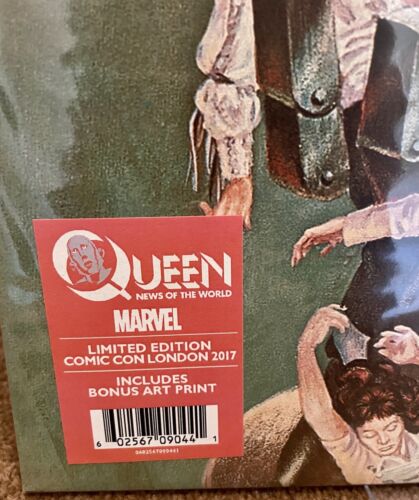 QUEEN
NEWS OF THE WORLD
MARVEL
LIMITED EDITION
COMIC CON LONDON 2017
INCLUDES
BONUS ART PRINT
6 02567 09044 1